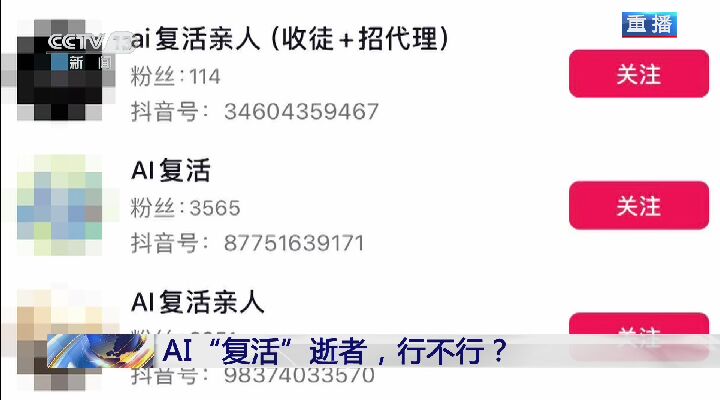 CCTV 13
新闻
重播
ai复活亲人（收徒+招代理）
粉丝：114
关注
抖音号：34604359467
AI复活
粉丝：3565
关注
抖音号：87751639171
AI复活亲人
关注
AI“复活”逝者，行不行？
抖音号：98374033570